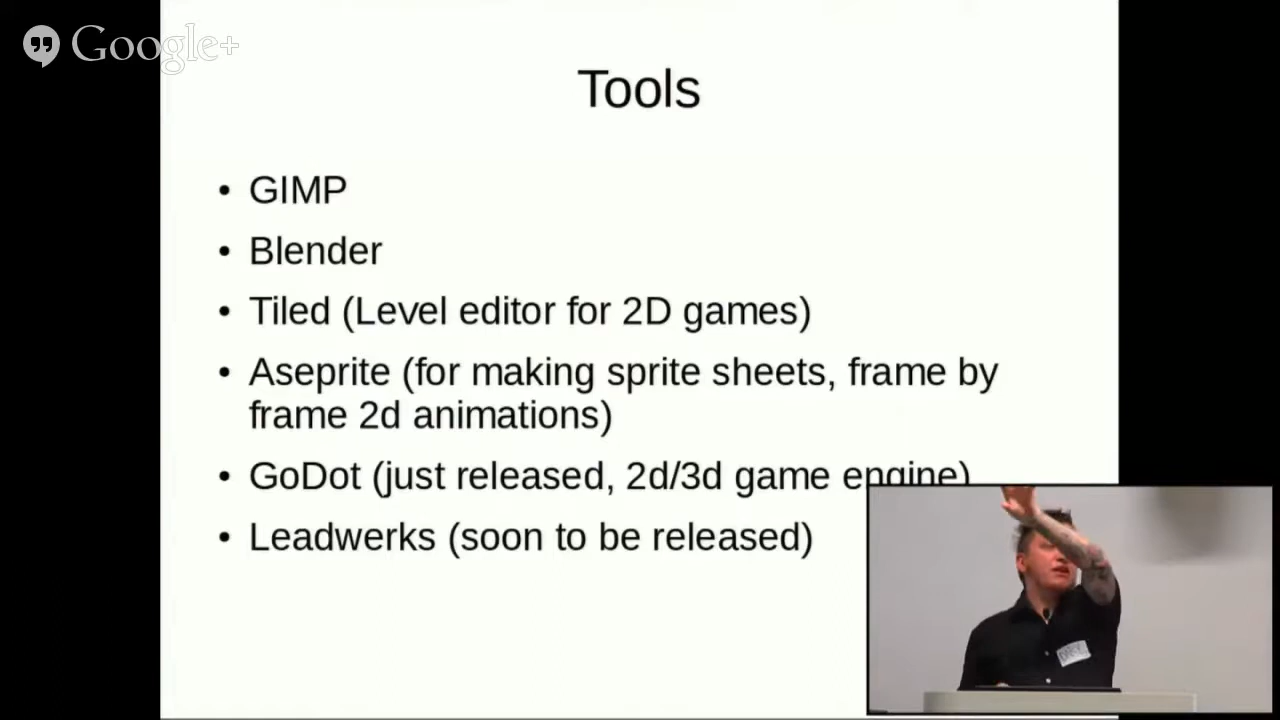 Google+
Tools
• GIMP
• Blender
• Tiled (Level editor for 2D games)
• Aseprite (for making sprite sheets, frame by
frame 2d animations)
• GoDot (just released, 2d/3d game engine)
• Leadwerks (soon to be released)